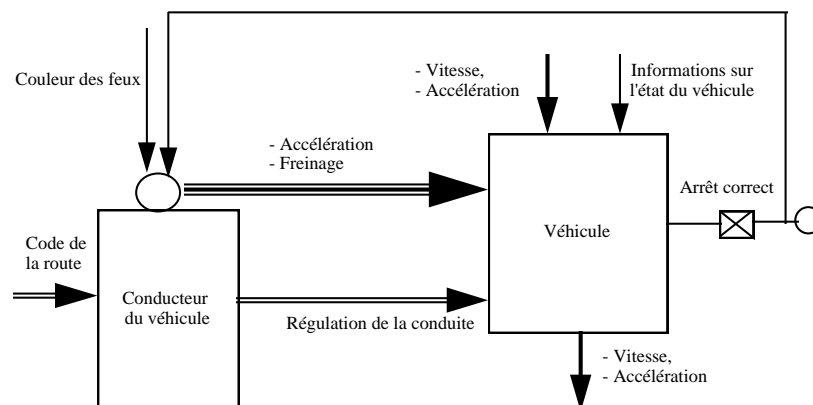 Couleur des feux
- Vitesse,
- Accélération
Informations sur
l'état du véhicule
- Accélération
- Freinage
Arrêt correct
Code de
la route
Véhicule
Conducteur
du véhicule
Régulation de la conduite
- Vitesse,
- Accélération